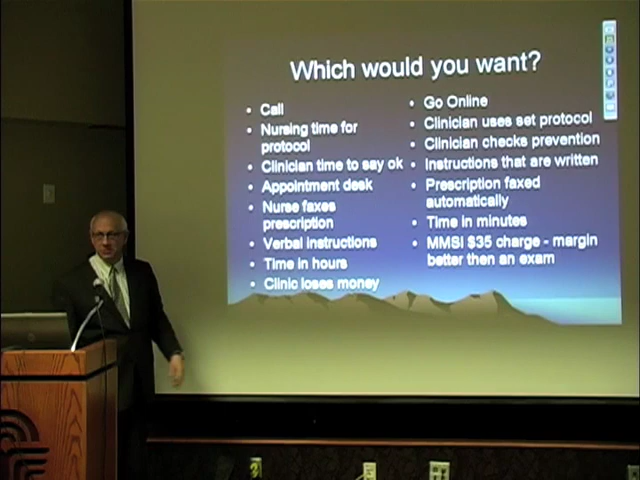 Which would you want?
• Call
• Nursing time for
protocol
• Clinician time to say ok
• Appointment desk
• Nurse faxes
prescription
• Verbal instructions
• Time in hours
• Clinic loses money
• Go Online
• Clinician uses set protocol
• Clinician checks prevention
• Instructions that are written
• Prescription faxed
automatically
• Time in minutes
• MMSI $35 charge - margin
better then an exam